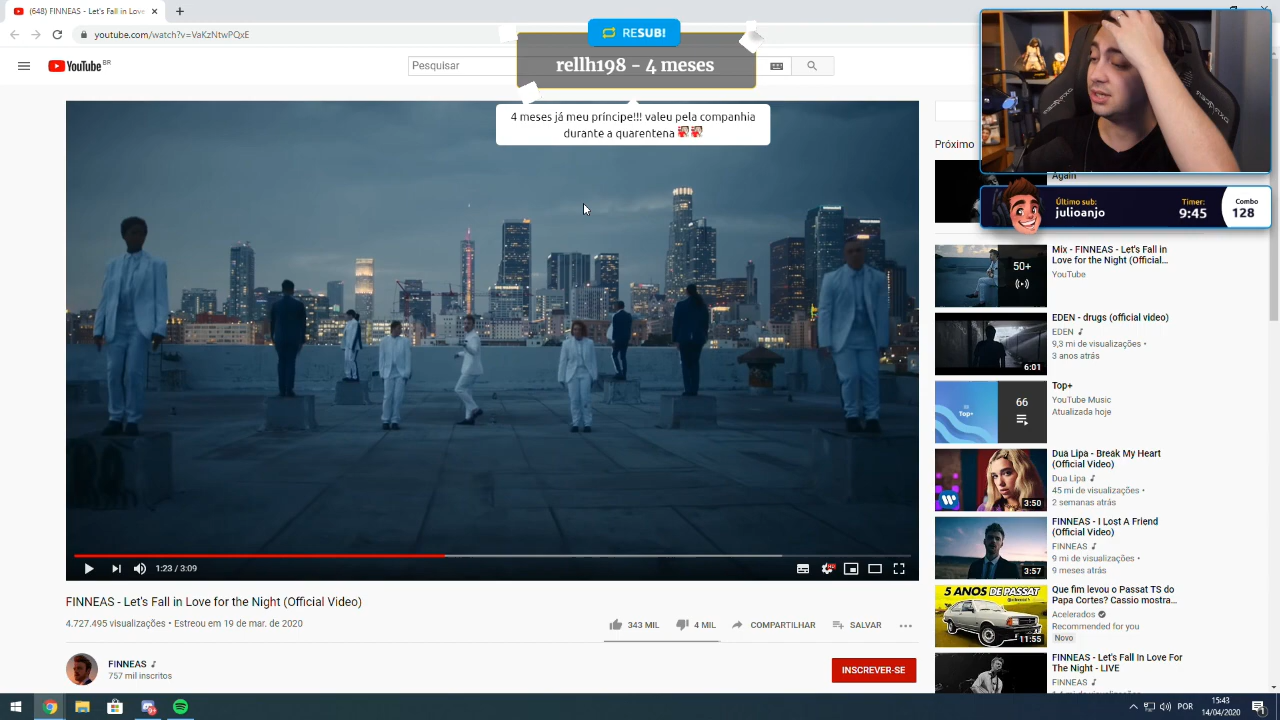 (648) FINNEAS - Let's Fall in Love
youtube.com/watch?v=VaKzNtwPQxE
RESUB!
rellh198 - 4 meses
YouTube BR
Pesquisar
4 meses já meu príncipe!!! valeu pela companhia
durante a quarentena
Próximo
Again
Último sub:
julioanjo
Timer:
9:45
Combo
128
50+
Mix - FINNEAS - Let's Fall in
Love for the Night (Official...
YouTube
6:01
EDEN - drugs (official video)
EDEN
9,3 mi de visualizações •
3 anos atrás
Top+
66
Top+
YouTube Music
Atualizada hoje
3:50
Dua Lipa - Break My Heart
(Official Video)
Dua Lipa
45 mi de visualizações •
2 semanas atrás
3:57
FINNEAS - I Lost A Friend
(Official Video)
FINNEAS
9 mi de visualizações •
9 meses atrás
5 ANOS DE PASSAT
11:55
Que fim levou o Passat TS do
Papa Cortes? Cassio mostra...
Acelerados
Recommended for you
Novo
FINNEAS - Let's Fall In Love For
The Night - LIVE
FINNEAS
1:23 / 3:09
FINNEAS - Let's Fall in Love for the Night (Official Video)
4.727.495 visualizações • Estreou em 19 de mar. de 2020
343 MIL
4 MIL
COMPARTILHAR
SALVAR
FINNEAS
757 mil inscritos
INSCREVER-SE
POR
15:43
14/04/2020
1